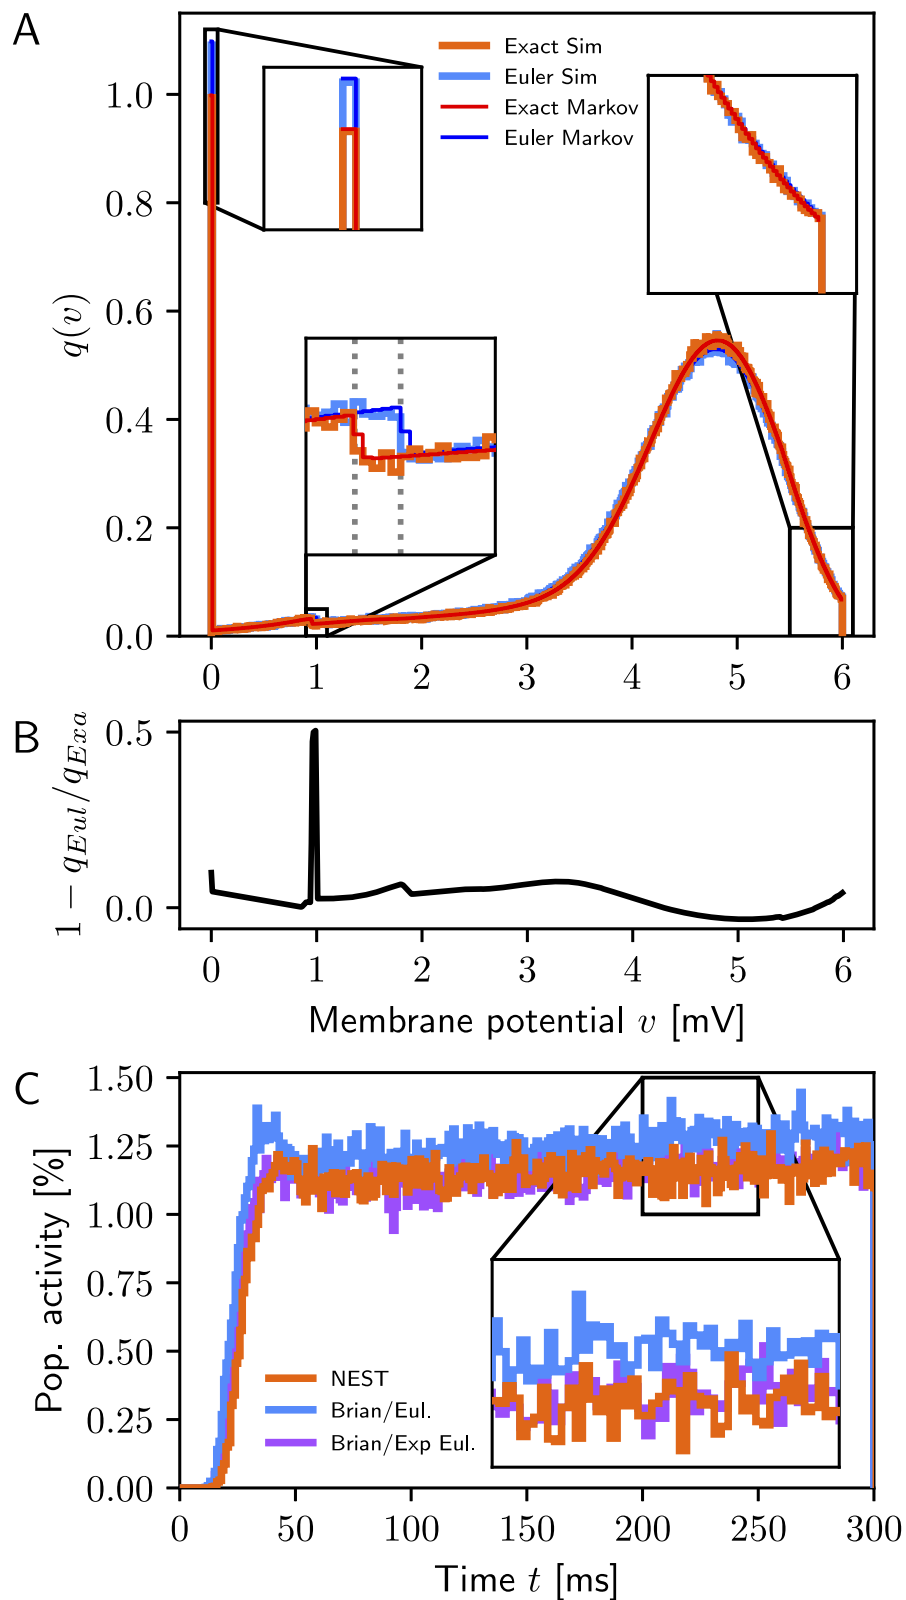 A
Exact Sim
Euler Sim
Exact Markov
Euler Markov
q(v)
1.0
0.8
0.6
0.4
0.2
0.0
0 1 2 3 4 5 6
B
1 − q_{Eul}/q_{Exa}
0.5
0.0
0 1 2 3 4 5 6
Membrane potential v [mV]
C
Pop. activity [%]
1.50
1.25
1.00
0.75
0.50
0.25
0.00
NEST
Brian/Eul.
Brian/Exp Eul.
0 50 100 150 200 250 300
Time t [ms]